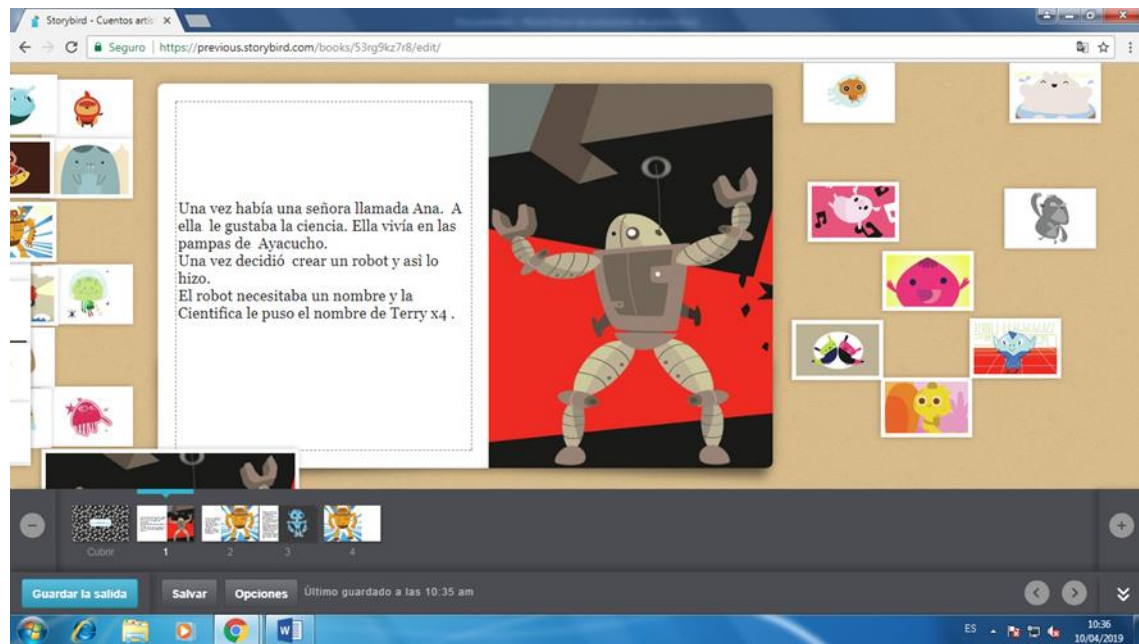 Storybird - Cuentos artís
Seguro | https://previous.storybird.com/books/53rg9kz7r8/edit/
Una vez había una señora llamada Ana. A
ella le gustaba la ciencia. Ella vivía en las
pampas de Ayacucho.
Una vez decidió crear un robot y asì lo
hizo.
El robot necesitaba un nombre y la
Cientifica le puso el nombre de Terry x4 .
Cubrir
1
2
3
4
Guardar la salida
Salvar
Opciones
Último guardado a las 10:35 am
ES
10:36
10/04/2019